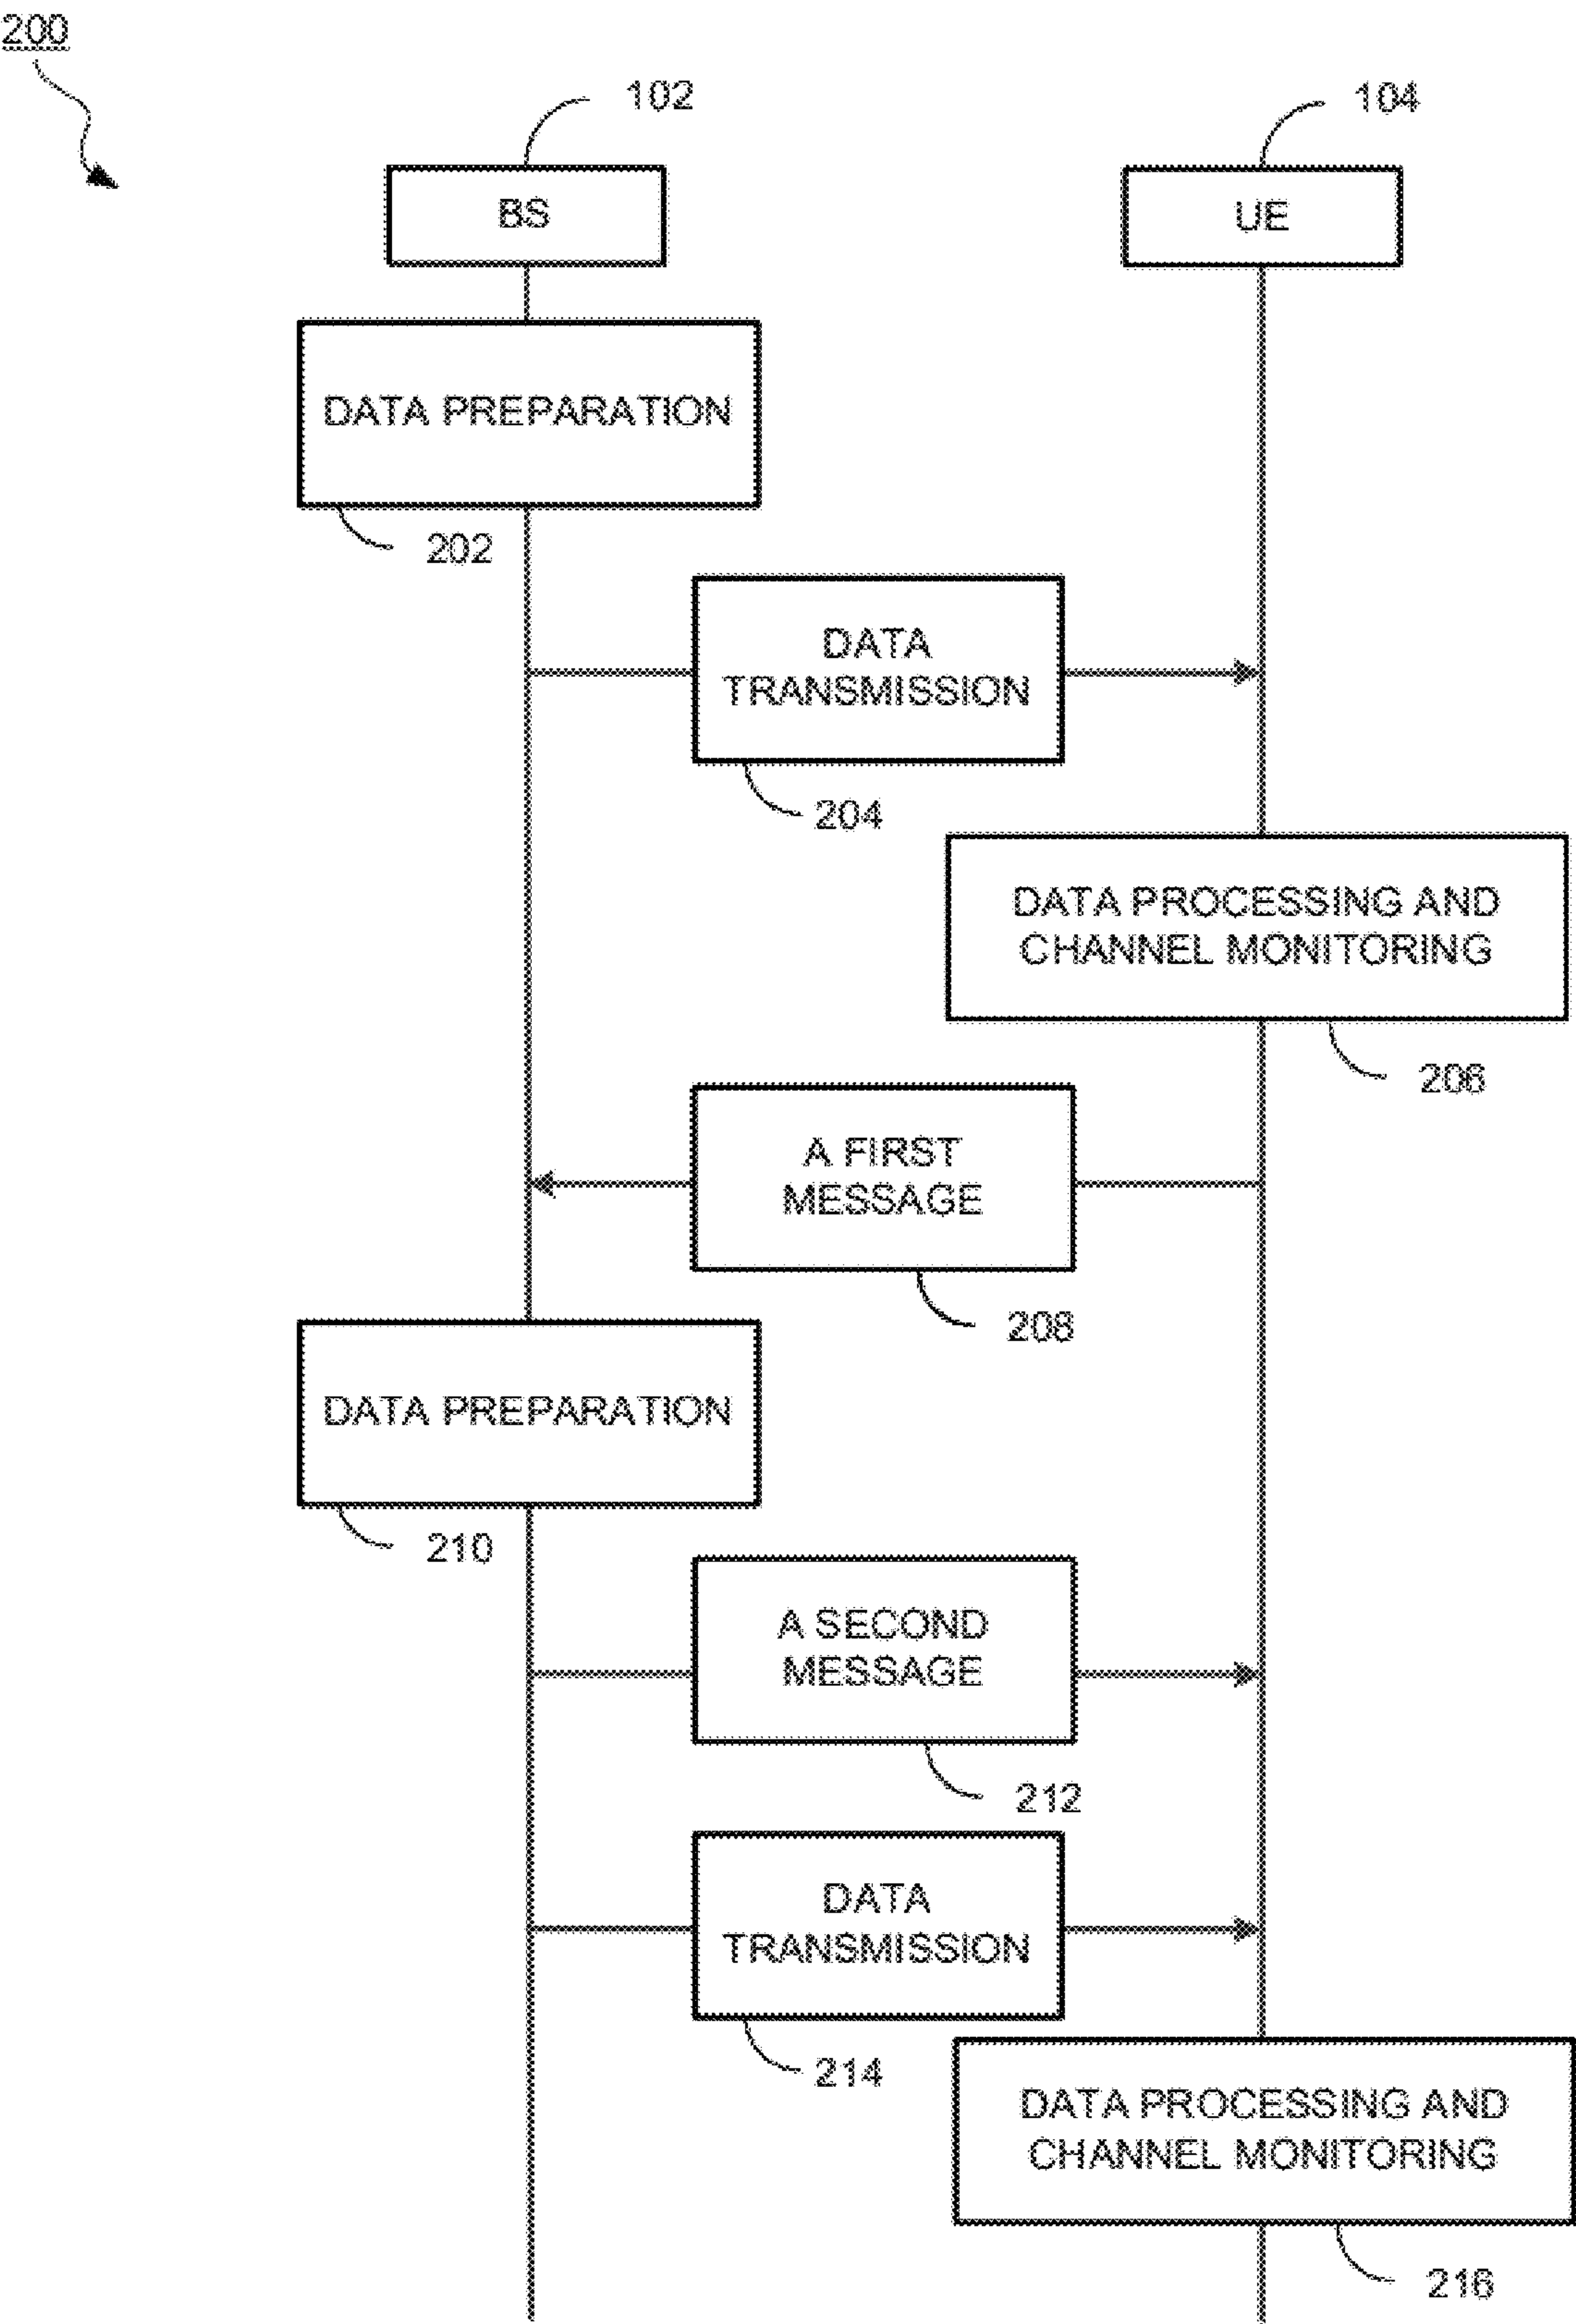 200
102
104
BS
UE
DATA PREPARATION
202
DATA
TRANSMISSION
204
DATA PROCESSING AND
CHANNEL MONITORING
206
A FIRST
MESSAGE
208
DATA PREPARATION
210
A SECOND
MESSAGE
212
DATA
TRANSMISSION
214
DATA PROCESSING AND
CHANNEL MONITORING
216